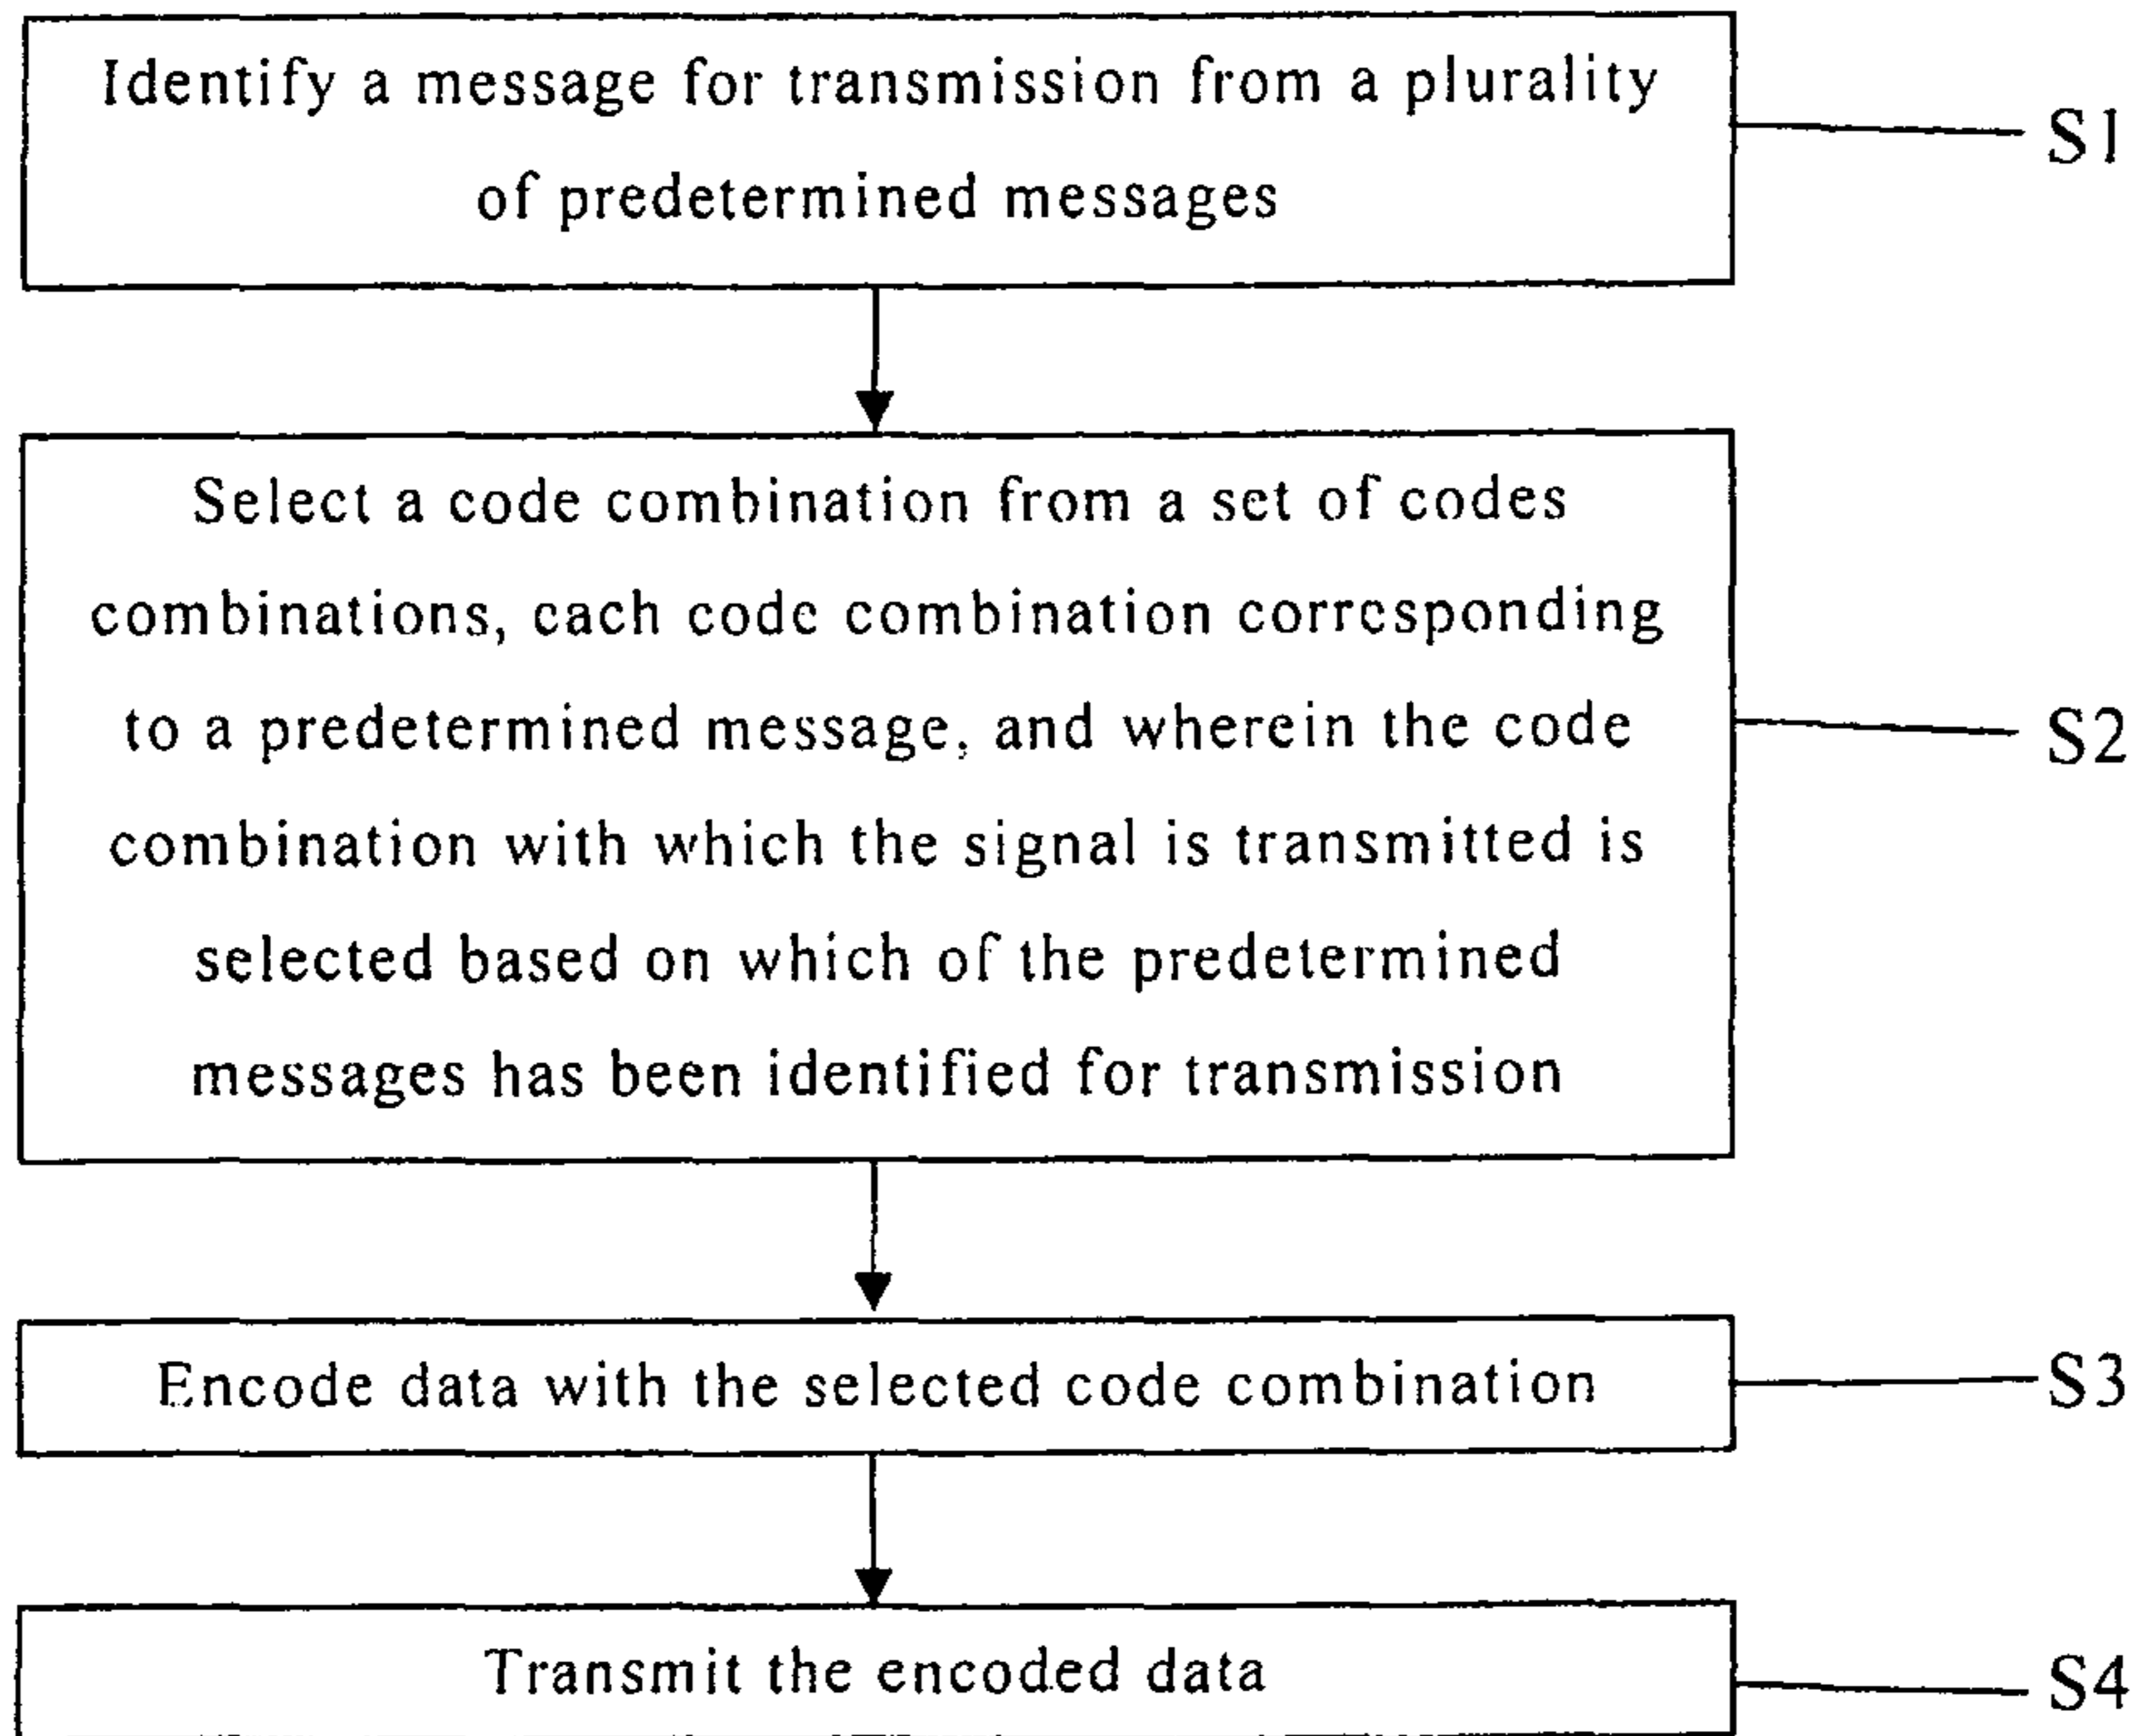 Identify a message for transmission from a plurality
of predetermined messages
S1
Select a code combination from a set of codes
combinations, each code combination corresponding
to a predetermined message, and wherein the code
combination with which the signal is transmitted is
selected based on which of the predetermined
messages has been identified for transmission
S2
Encode data with the selected code combination
S3
Transmit the encoded data
S4